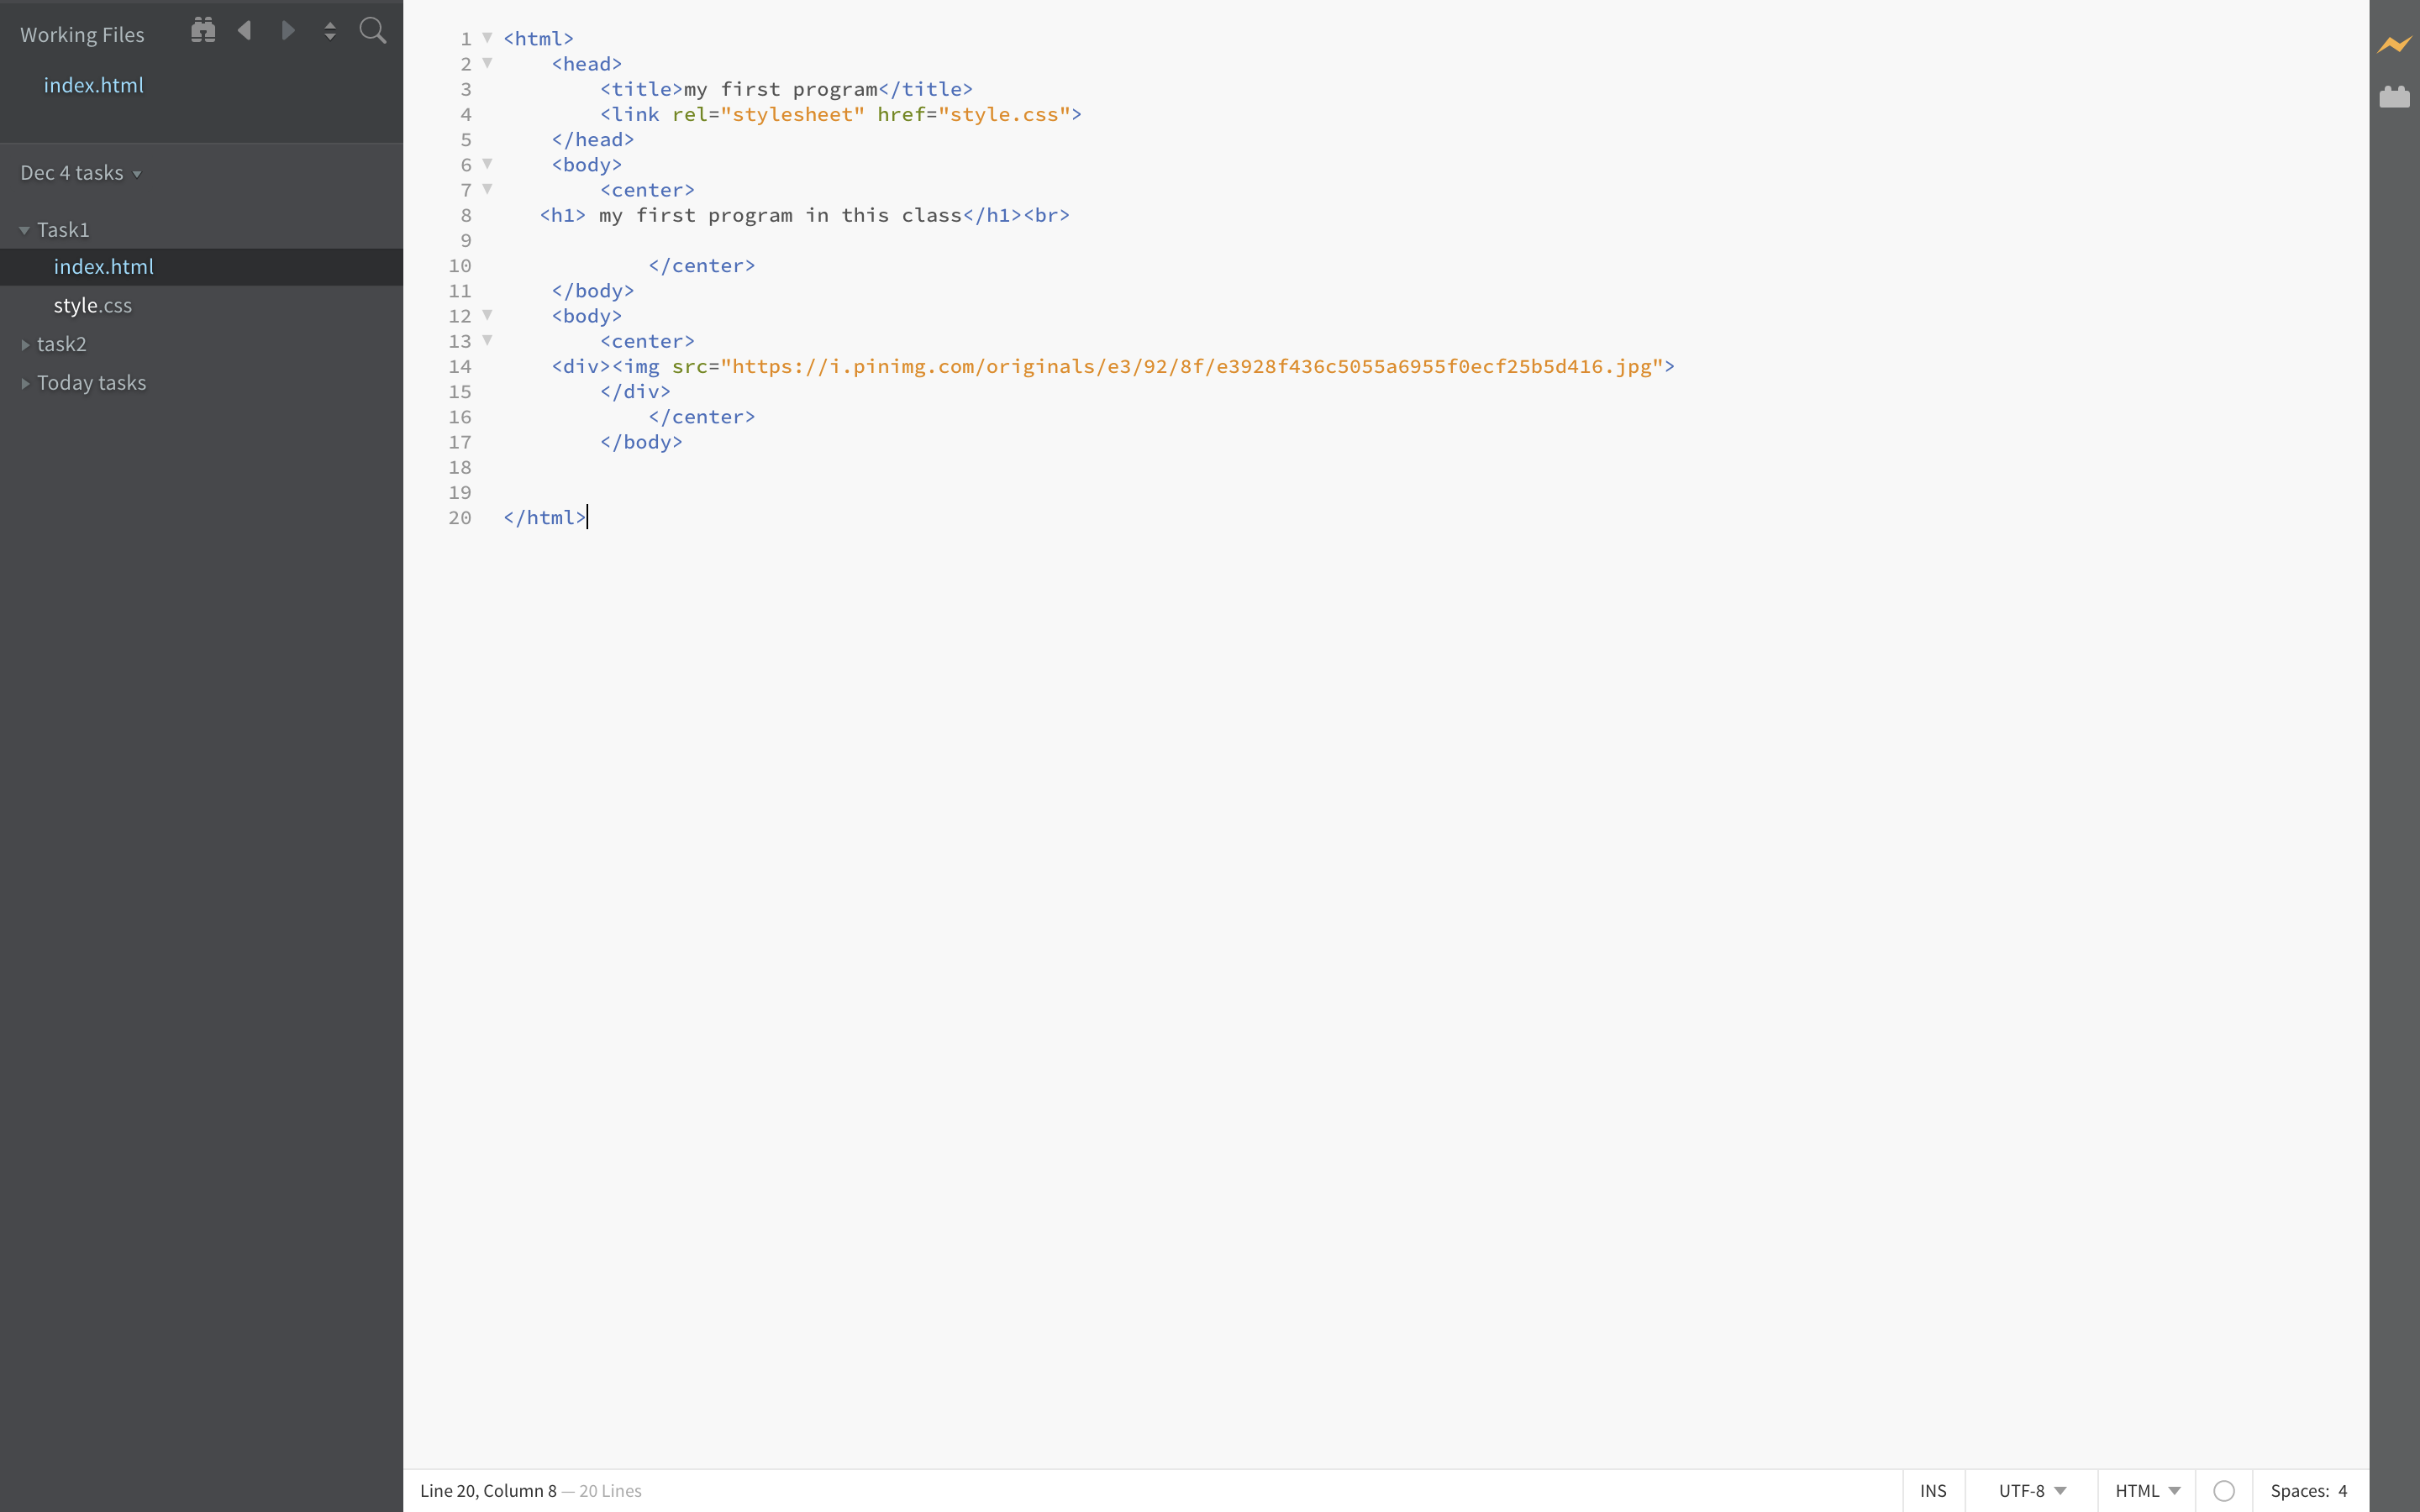 Working Files
index.html
Dec 4 tasks
Task1
index.html
style.css
task2
Today tasks
1 <html>
2     <head>
3         <title>my first program</title>
4         <link rel="stylesheet" href="style.css">
5     </head>
6     <body>
7         <center>
8    <h1> my first program in this class</h1><br>
9
10             </center>
11     </body>
12     <body>
13         <center>
14     <div><img src="https://i.pinimg.com/originals/e3/92/8f/e3928f436c5055a6955f0ecf25b5d416.jpg">
15         </div>
16             </center>
17         </body>
18
19
20 </html>
Line 20, Column 8 — 20 Lines
INS
UTF-8
HTML
Spaces: 4